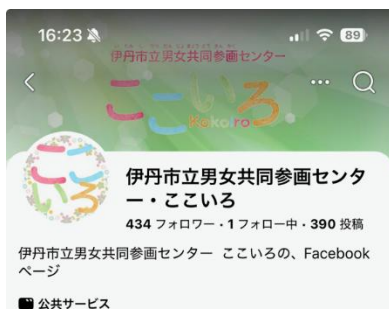 16:23
89
伊丹市立男女共同参画センター
ここいろ
Kokoiro
ここいろ
伊丹市立男女共同参画センタ
ー・ここいろ
434 フォロワー・1 フォロー中・390 投稿
伊丹市立男女共同参画センター ここいろの、Facebook
ページ
公共サービス